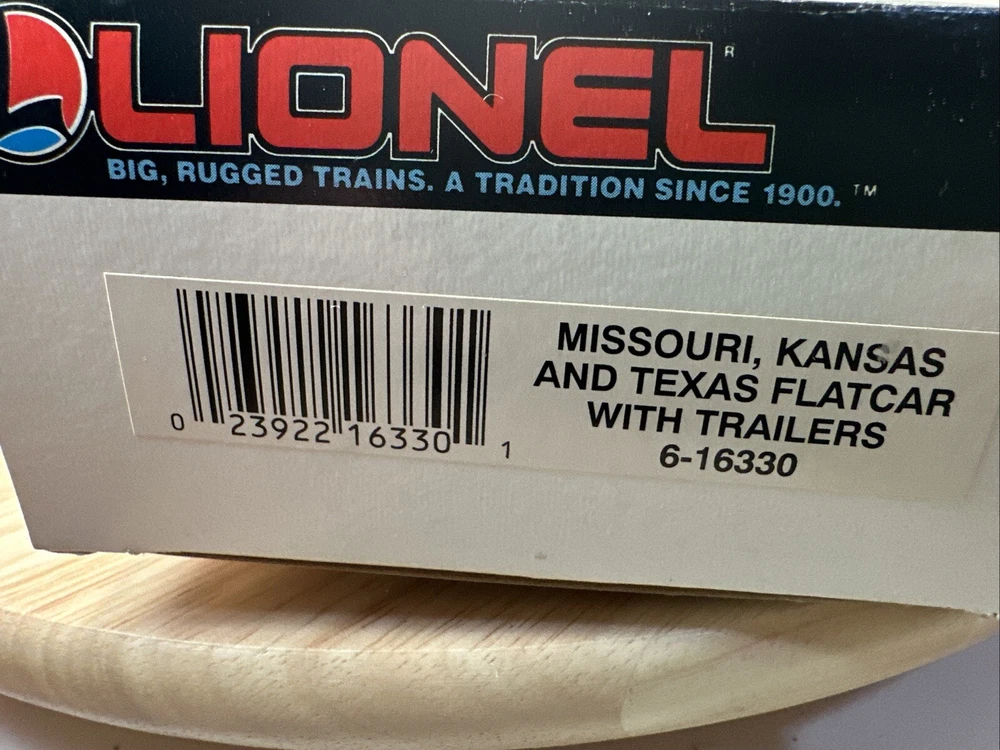 LIONEL®
BIG, RUGGED TRAINS. A TRADITION SINCE 1900.™
MISSOURI, KANSAS
AND TEXAS FLATCAR
WITH TRAILERS
6-16330
0 23922 16330 1